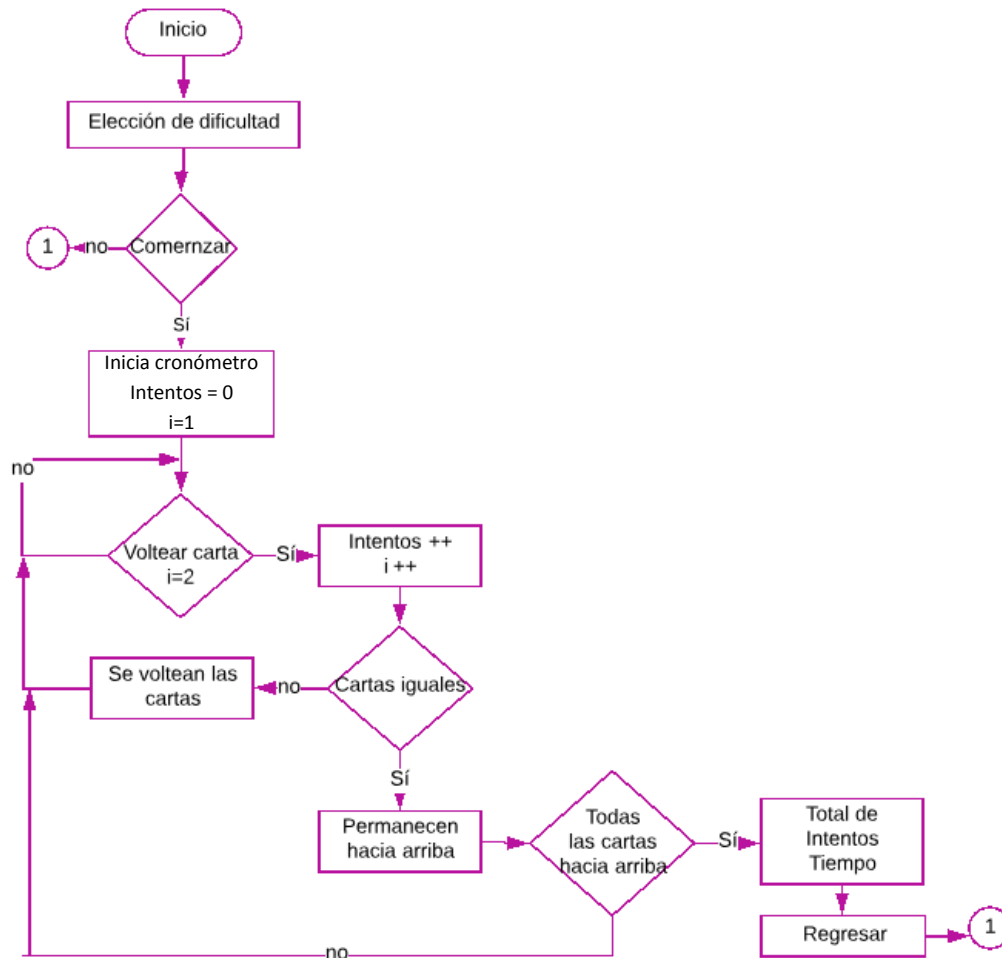 Inicio
Elección de dificultad
1
no
Comernzar
Sí
Inicia cronómetro
Intentos = 0
i=1
no
Voltear carta
i=2
Sí
Intentos ++
i ++
Se voltean las
cartas
no
Cartas iguales
Sí
Permanecen
hacia arriba
Todas
las cartas
hacia arriba
Sí
Total de
Intentos
Tiempo
Regresar
1
no